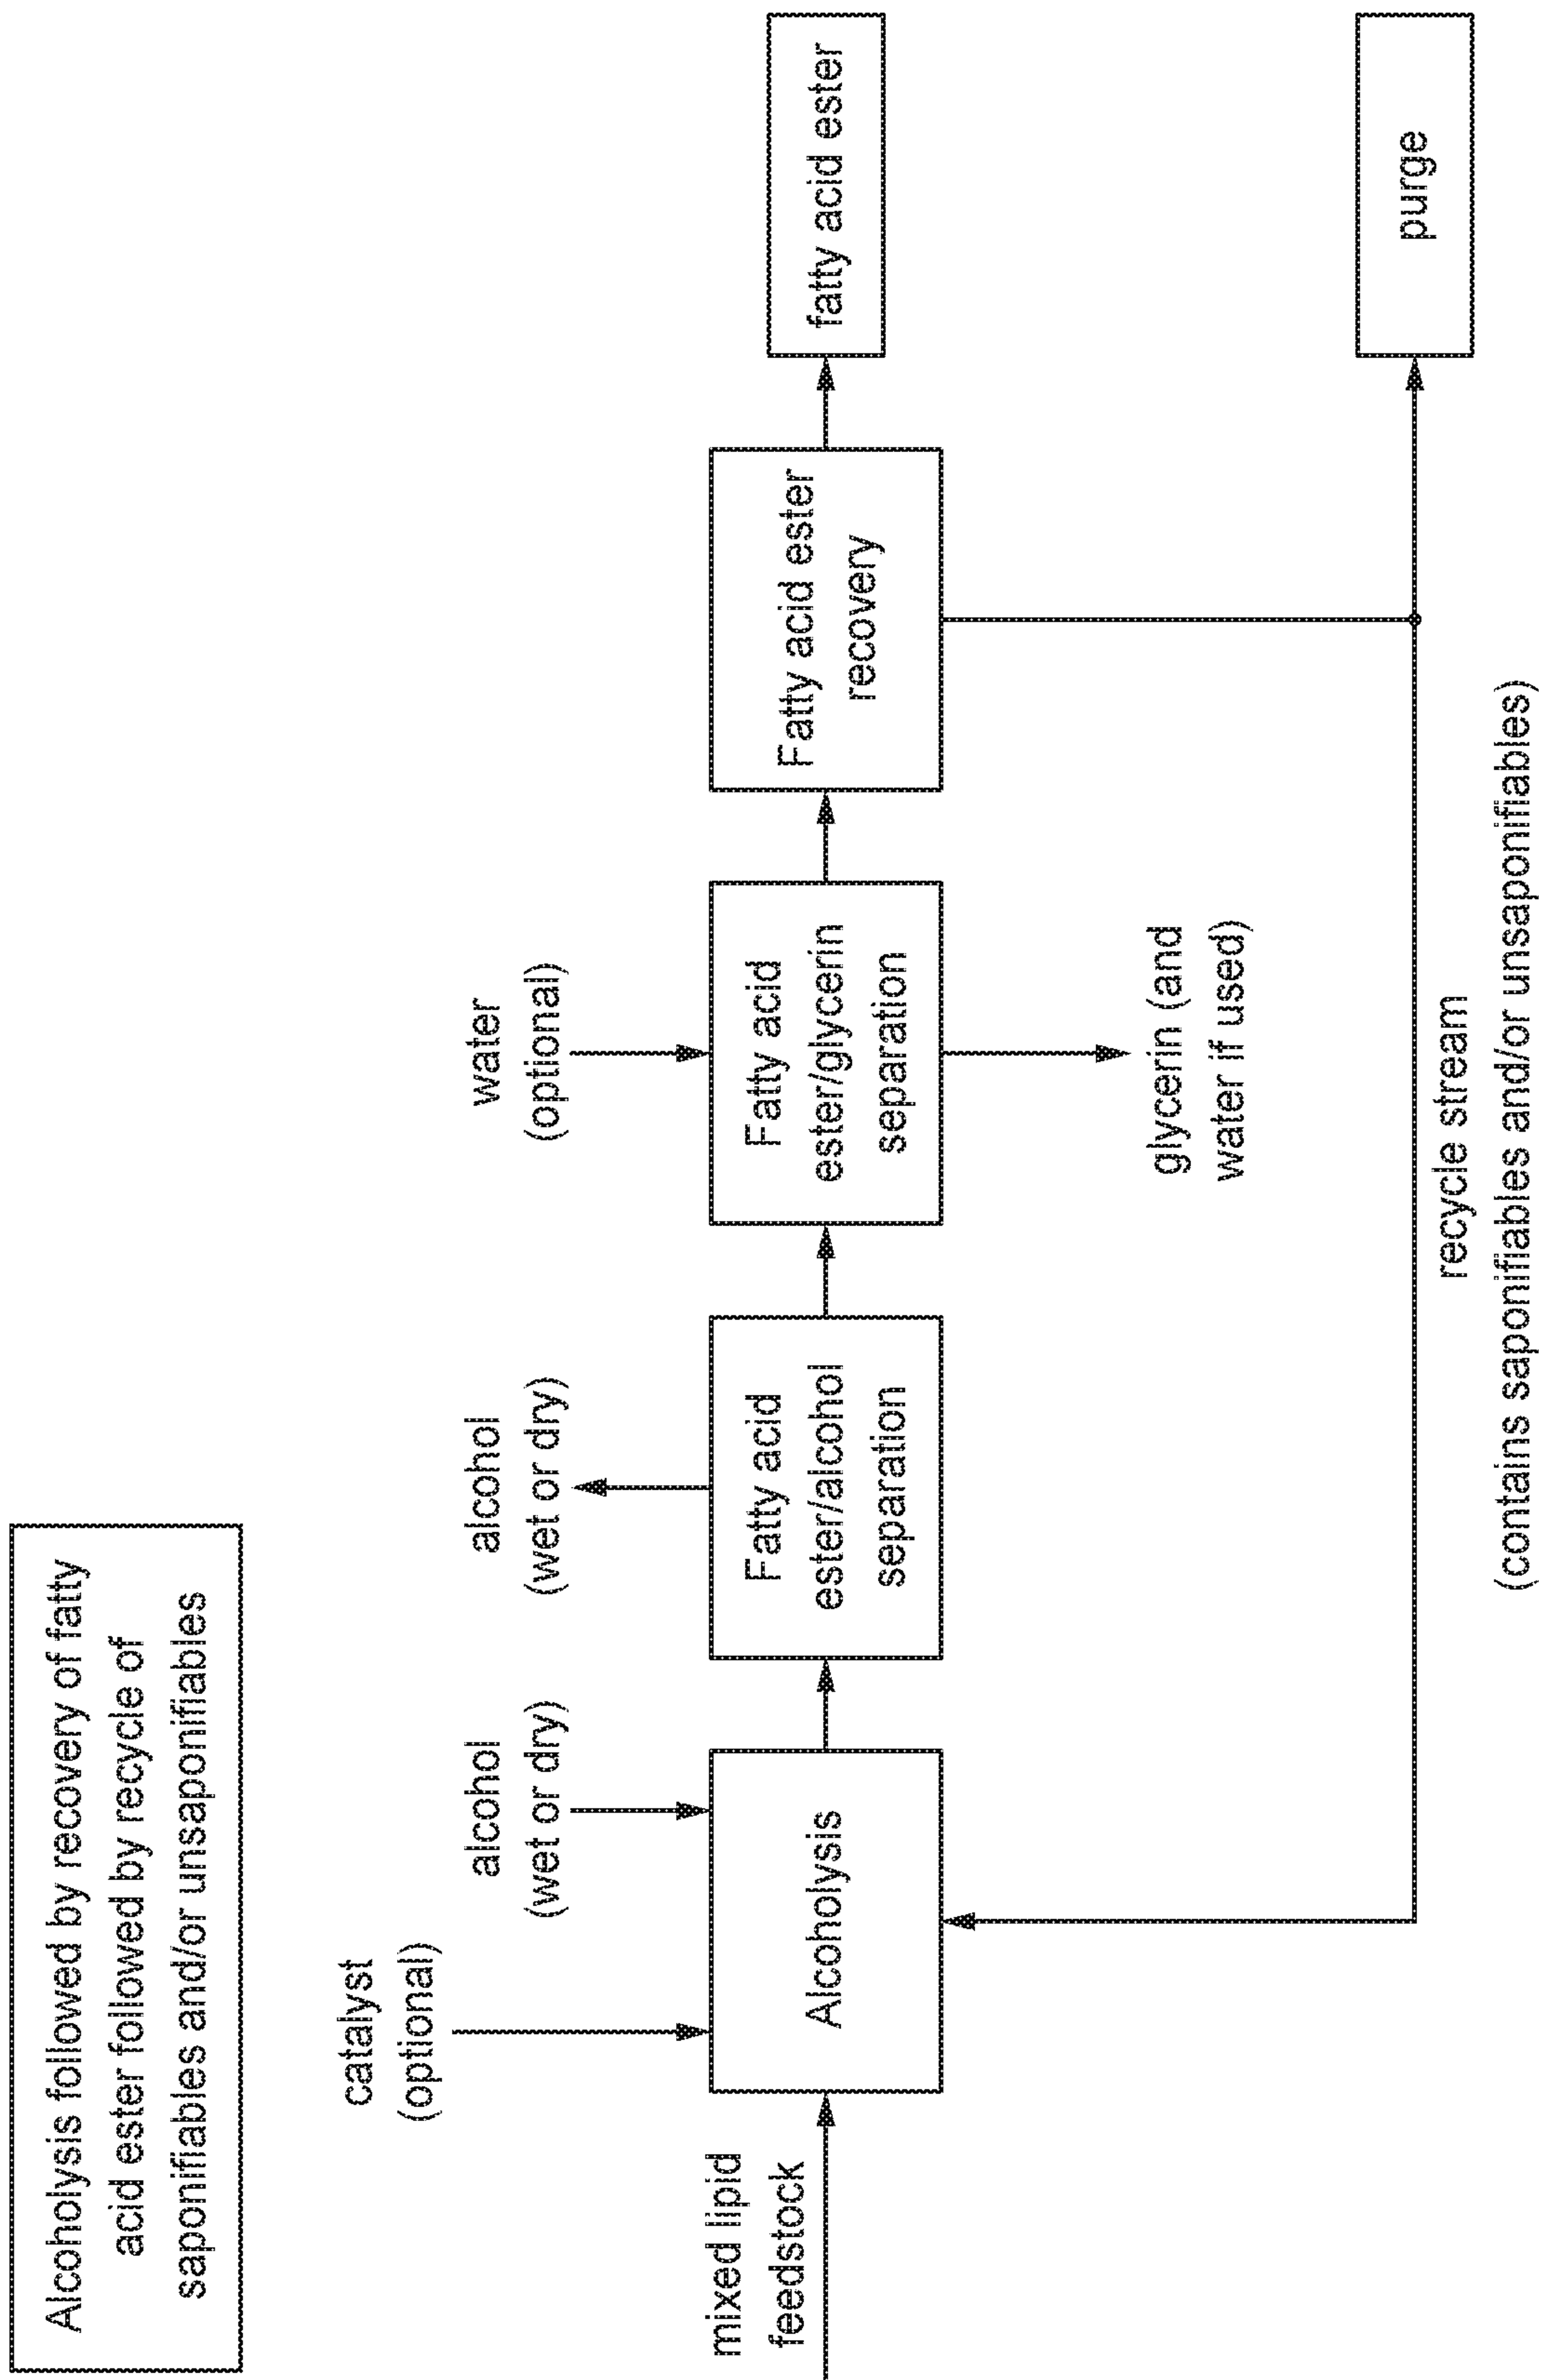 Alcoholysis followed by recovery of fatty
acid ester followed by recycle of
saponifiables and/or unsaponifiables
catalyst
(optional)
alcohol
(wet or dry)
alcohol
(wet or dry)
water
(optional)
mixed lipid
feedstock
Alcoholysis
Fatty acid
ester/alcohol
separation
Fatty acid
ester/glycerin
separation
Fatty acid ester
recovery
fatty acid ester
glycerin (and
water if used)
purge
recycle stream
(contains saponifiables and/or unsaponifiables)